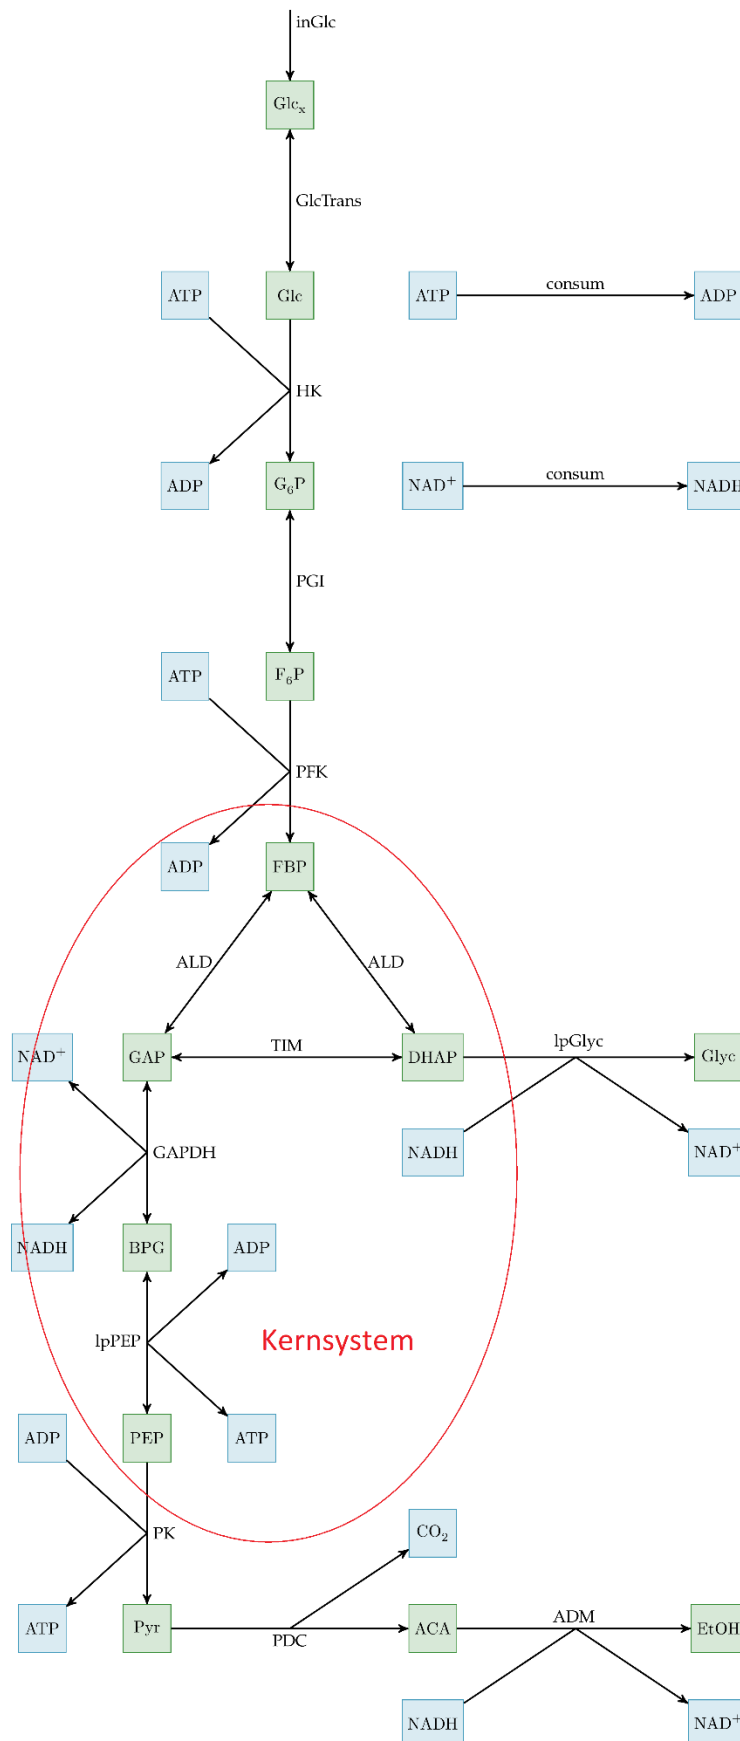 inGlc
Glcₓ
GlcTrans
ATP
Glc
ATP
consum
ADP
HK
ADP
G₆P
NAD⁺
consum
NADH
PGI
ATP
F₆P
PFK
ADP
FBP
ALD
ALD
NAD⁺
GAP
TIM
DHAP
lpGlyc
Glyc
GAPDH
NADH
NAD⁺
NADH
BPG
ADP
lpPEP
Kernsystem
ADP
PEP
ATP
PK
CO₂
ATP
Pyr
PDC
ACA
ADM
EtOH
NADH
NAD⁺